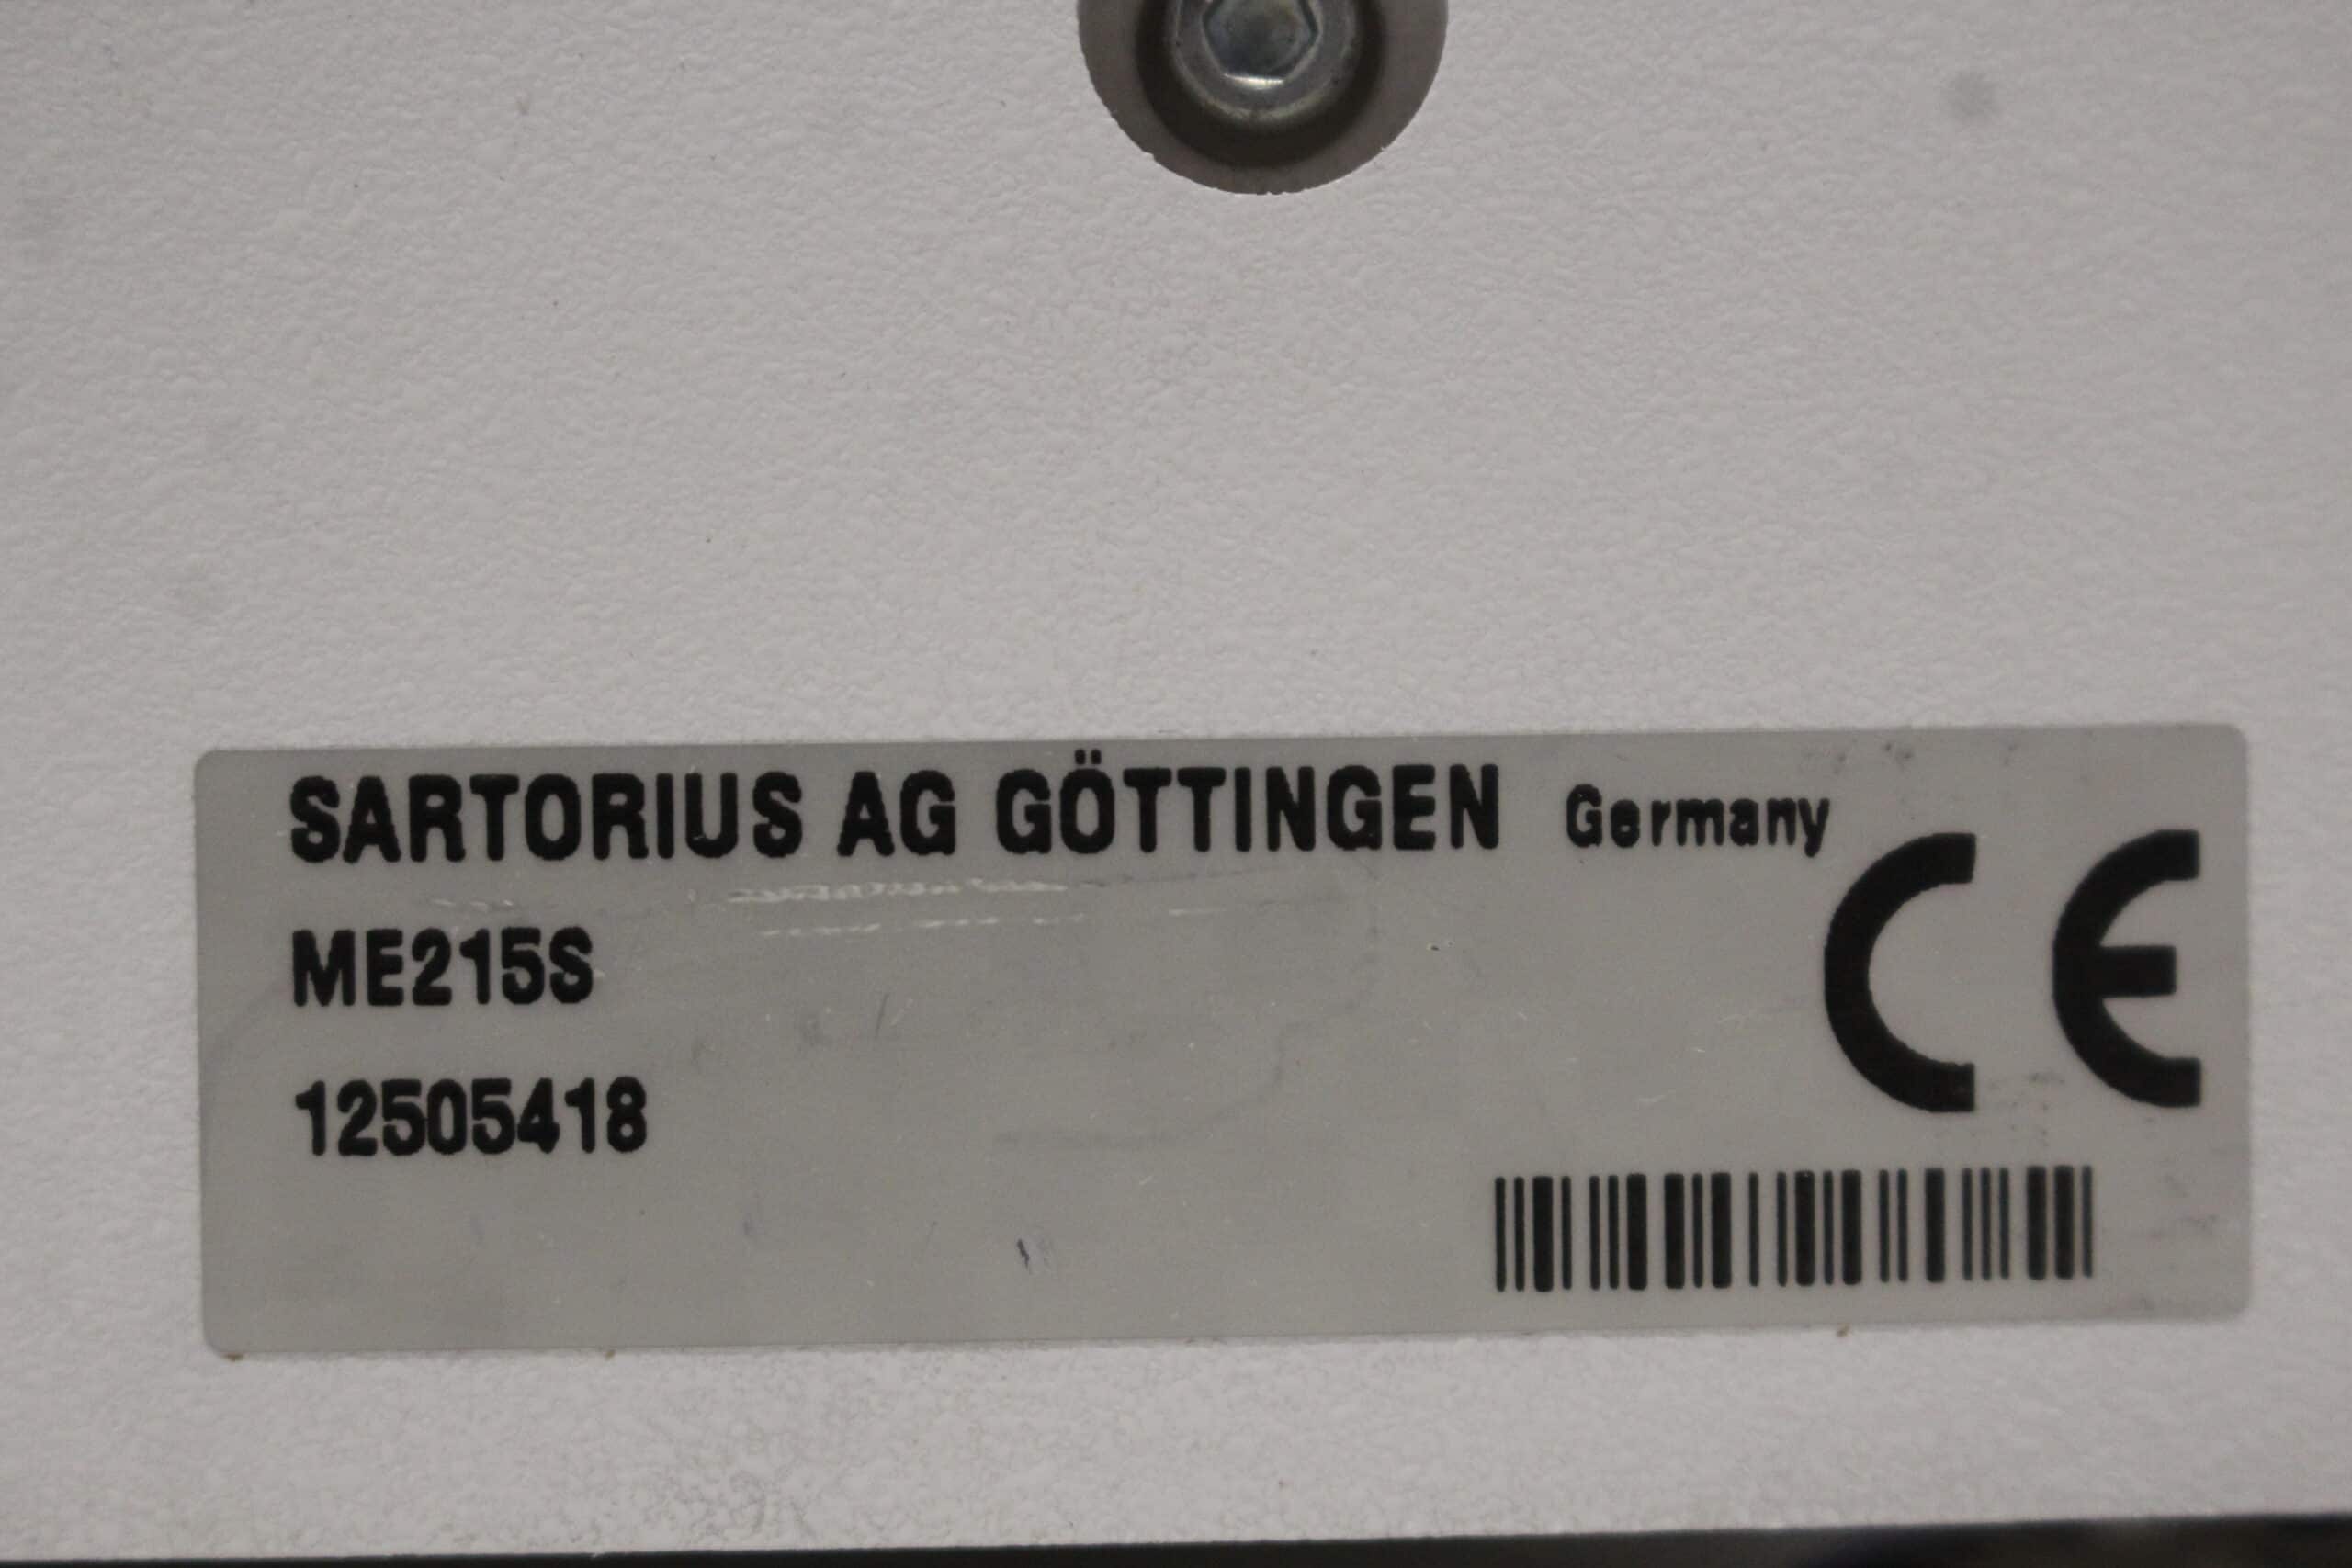 SARTORIUS AG GÖTTINGEN Germany
ME215S
12505418
CE